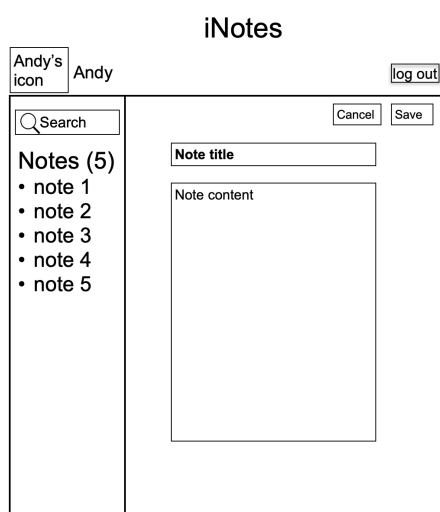 iNotes
Andy's
icon
Andy
log out
Search
Cancel
Save
Notes (5)
• note 1
• note 2
• note 3
• note 4
• note 5
Note title
Note content